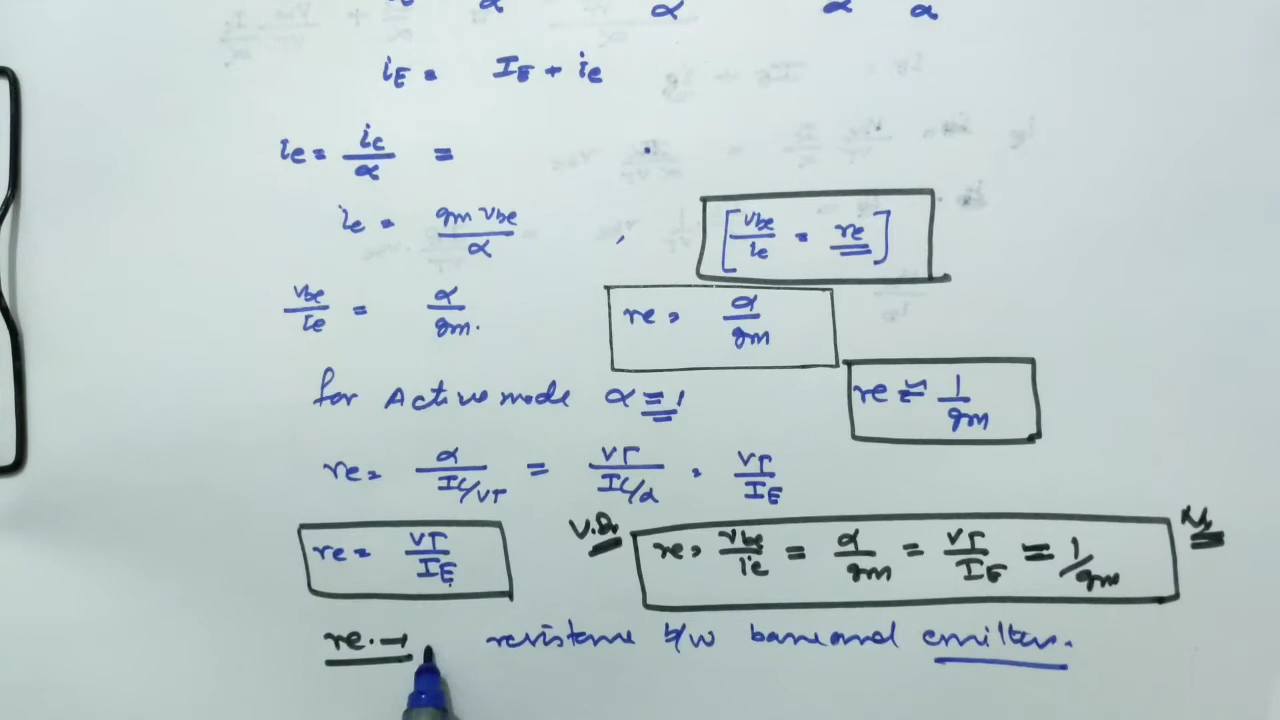 α α α
iE = IE + ie
ie = ic/α =
ie = gm vbe/α , [vbe/ie = re]
vbe/ie = α/gm. re = α/gm
for Active mode α ≅ 1 re ≅ 1/gm
re = α/IC/VT = VT/IC/α = VT/IE
re = VT/IE re = vbe/ie = α/gm = VT/IE ≅ 1/gm
re. → resistance b/w base and emitter.